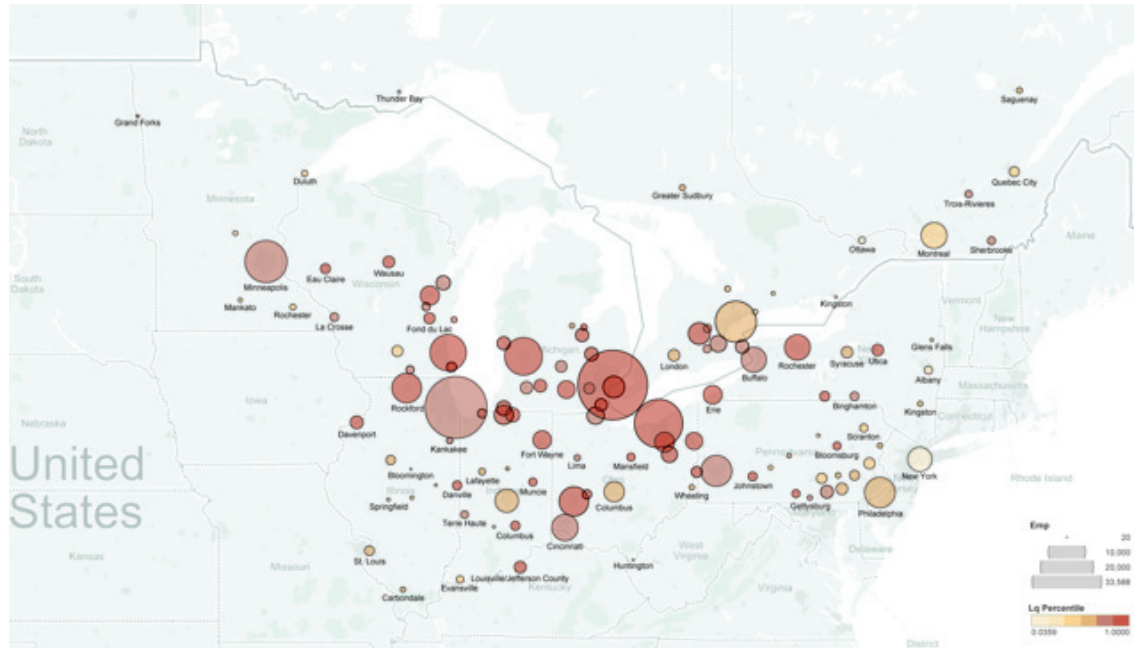 Thunder Bay
Saguenay
Grand Forks
North
Dakota
Duluth
Quebec City
Minnesota
Greater Sudbury
Trois-Rivieres
Ottawa
Montreal
Sherbrooke
Maine
Minneapolis
Eau Claire
Wausau
Wisconsin
South
Dakota
Mankato
Rochester
La Crosse
Fond du Lac
Kingston
Vermont
New
Hampshire
Michigan
London
Buffalo
Rochester
Syracuse
Utica
Glens Falls
Albany
Massachusetts
Iowa
Rockford
Erie
Binghamton
Kingston
Connecticut
Nebraska
Davenport
Kankakee
Fort Wayne
Lima
Mansfield
Pennsylvania
Scranton
Bloomsburg
New York
Rhode Island
United
States
Bloomington
Illinois
Danville
Lafayette
Muncie
Wheeling
Johnstown
Springfield
Columbus
Gettysburg
Philadelphia
Terre Haute
Columbus
Cincinnati
Kansas
St. Louis
Missouri
West
Virginia
Delaware
Huntington
Louisville/Jefferson County
Kentucky
Evansville
Carbondale
Virginia
District
Emp
20
10,000
20,000
33,588
Lq Percentile
0.0359
1.0000